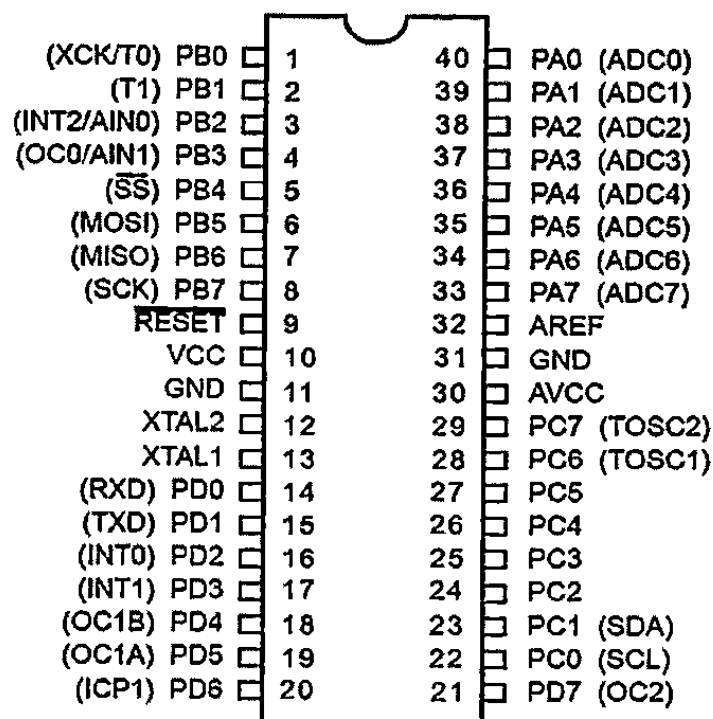 (XCK/T0) PB0 1 40 PA0 (ADC0)
(T1) PB1 2 39 PA1 (ADC1)
(INT2/AIN0) PB2 3 38 PA2 (ADC2)
(OC0/AIN1) PB3 4 37 PA3 (ADC3)
(S̅S̅) PB4 5 36 PA4 (ADC4)
(MOSI) PB5 6 35 PA5 (ADC5)
(MISO) PB6 7 34 PA6 (ADC6)
(SCK) PB7 8 33 PA7 (ADC7)
R̅E̅S̅E̅T̅ 9 32 AREF
VCC 10 31 GND
GND 11 30 AVCC
XTAL2 12 29 PC7 (TOSC2)
XTAL1 13 28 PC6 (TOSC1)
(RXD) PD0 14 27 PC5
(TXD) PD1 15 26 PC4
(INT0) PD2 16 25 PC3
(INT1) PD3 17 24 PC2
(OC1B) PD4 18 23 PC1 (SDA)
(OC1A) PD5 19 22 PC0 (SCL)
(ICP1) PD6 20 21 PD7 (OC2)